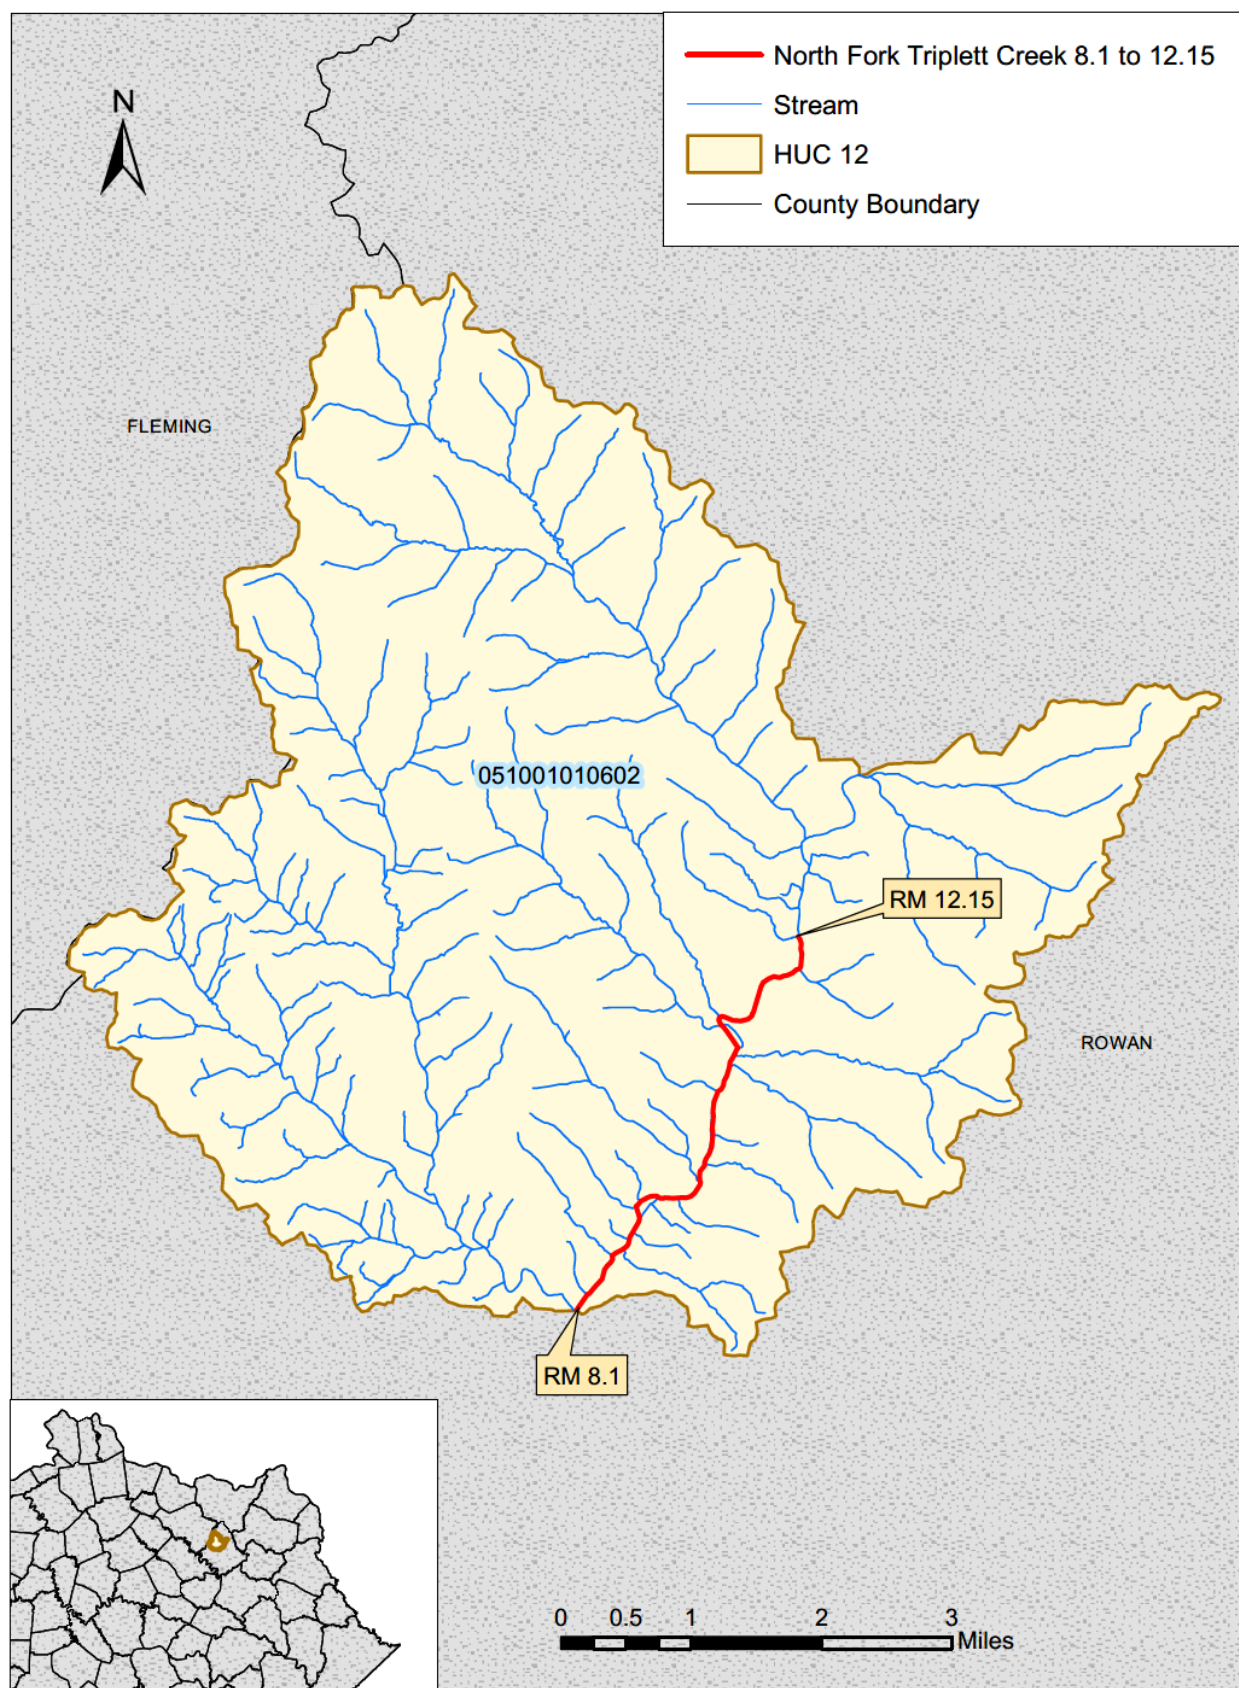 North Fork Triplett Creek 8.1 to 12.15
Stream
HUC 12
County Boundary
N
FLEMING
051001010602
RM 12.15
ROWAN
RM 8.1
0 0.5 1 2 3
Miles